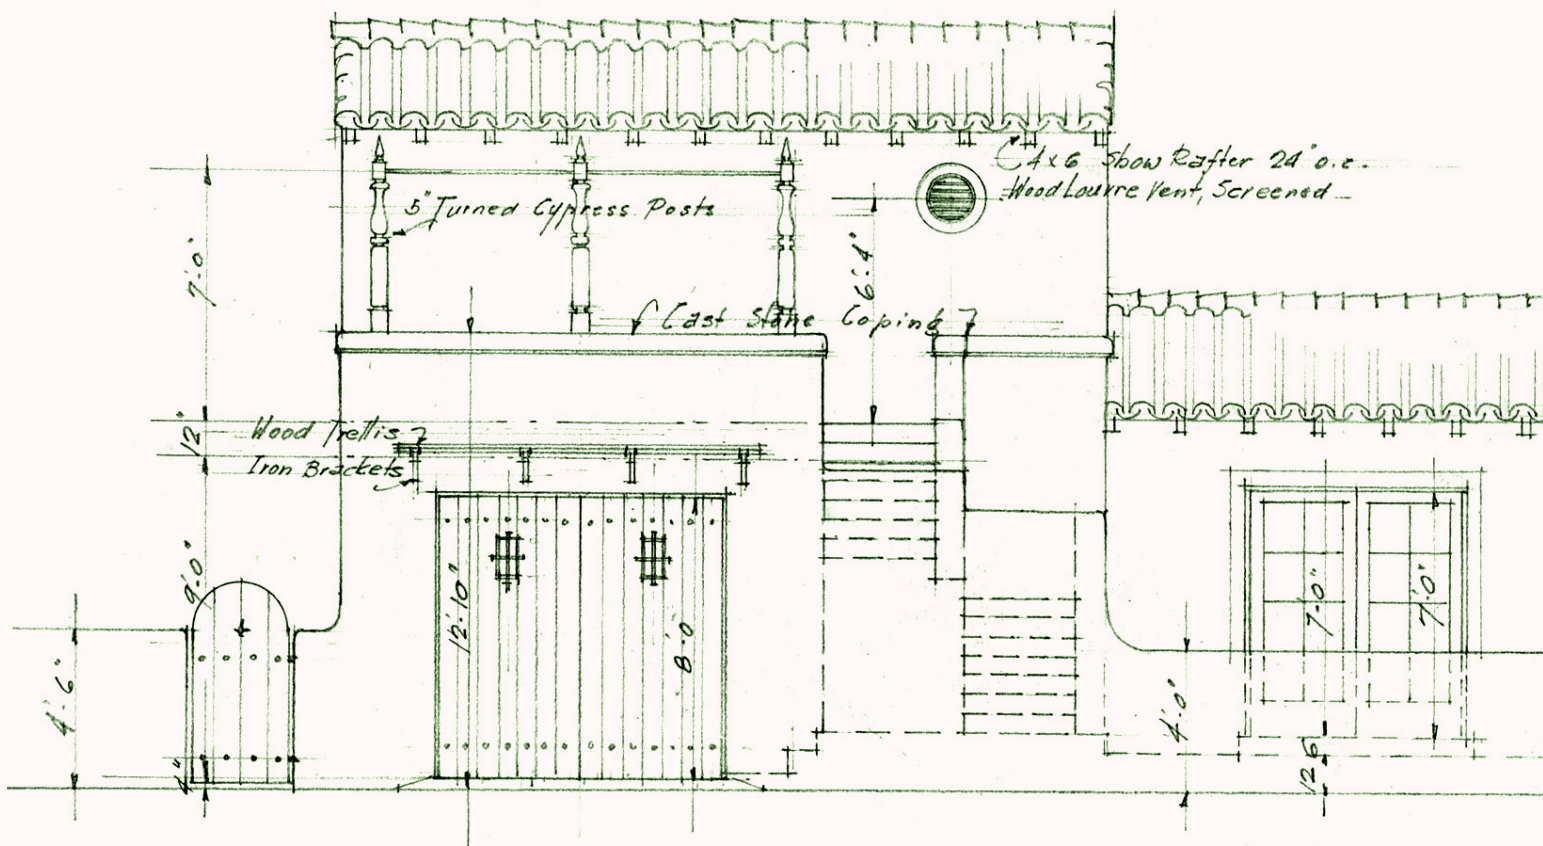 4x6 Show Rafter 24" o.c.
Wood Louvre Vent, Screened
5" Turned Cypress Posts
7'-0"
6'-4"
Cast Stone Coping
12"
Wood Trellis
Iron Brackets
9'-0"
12'-10"
8'-0"
7'-0"
7'-0"
4'-6"
4'-0"
4"
6
12